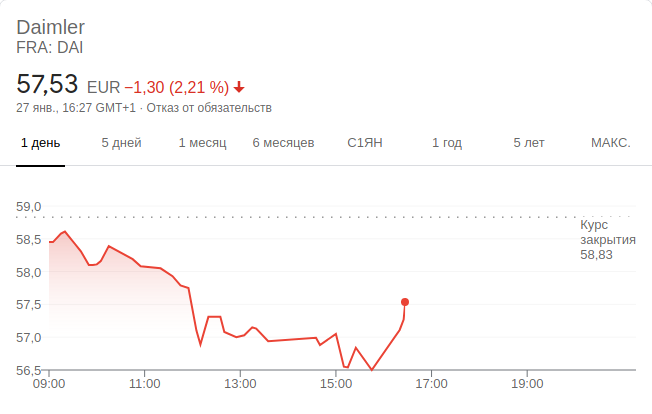 Daimler
FRA: DAI
57,53 EUR −1,30 (2,21 %)
27 янв., 16:27 GMT+1 · Отказ от обязательств
1 день 5 дней 1 месяц 6 месяцев С1ЯН 1 год 5 лет МАКС.
59,0
Курс
закрытия
58,83
58,5
58,0
57,5
57,0
56,5
09:00 11:00 13:00 15:00 17:00 19:00